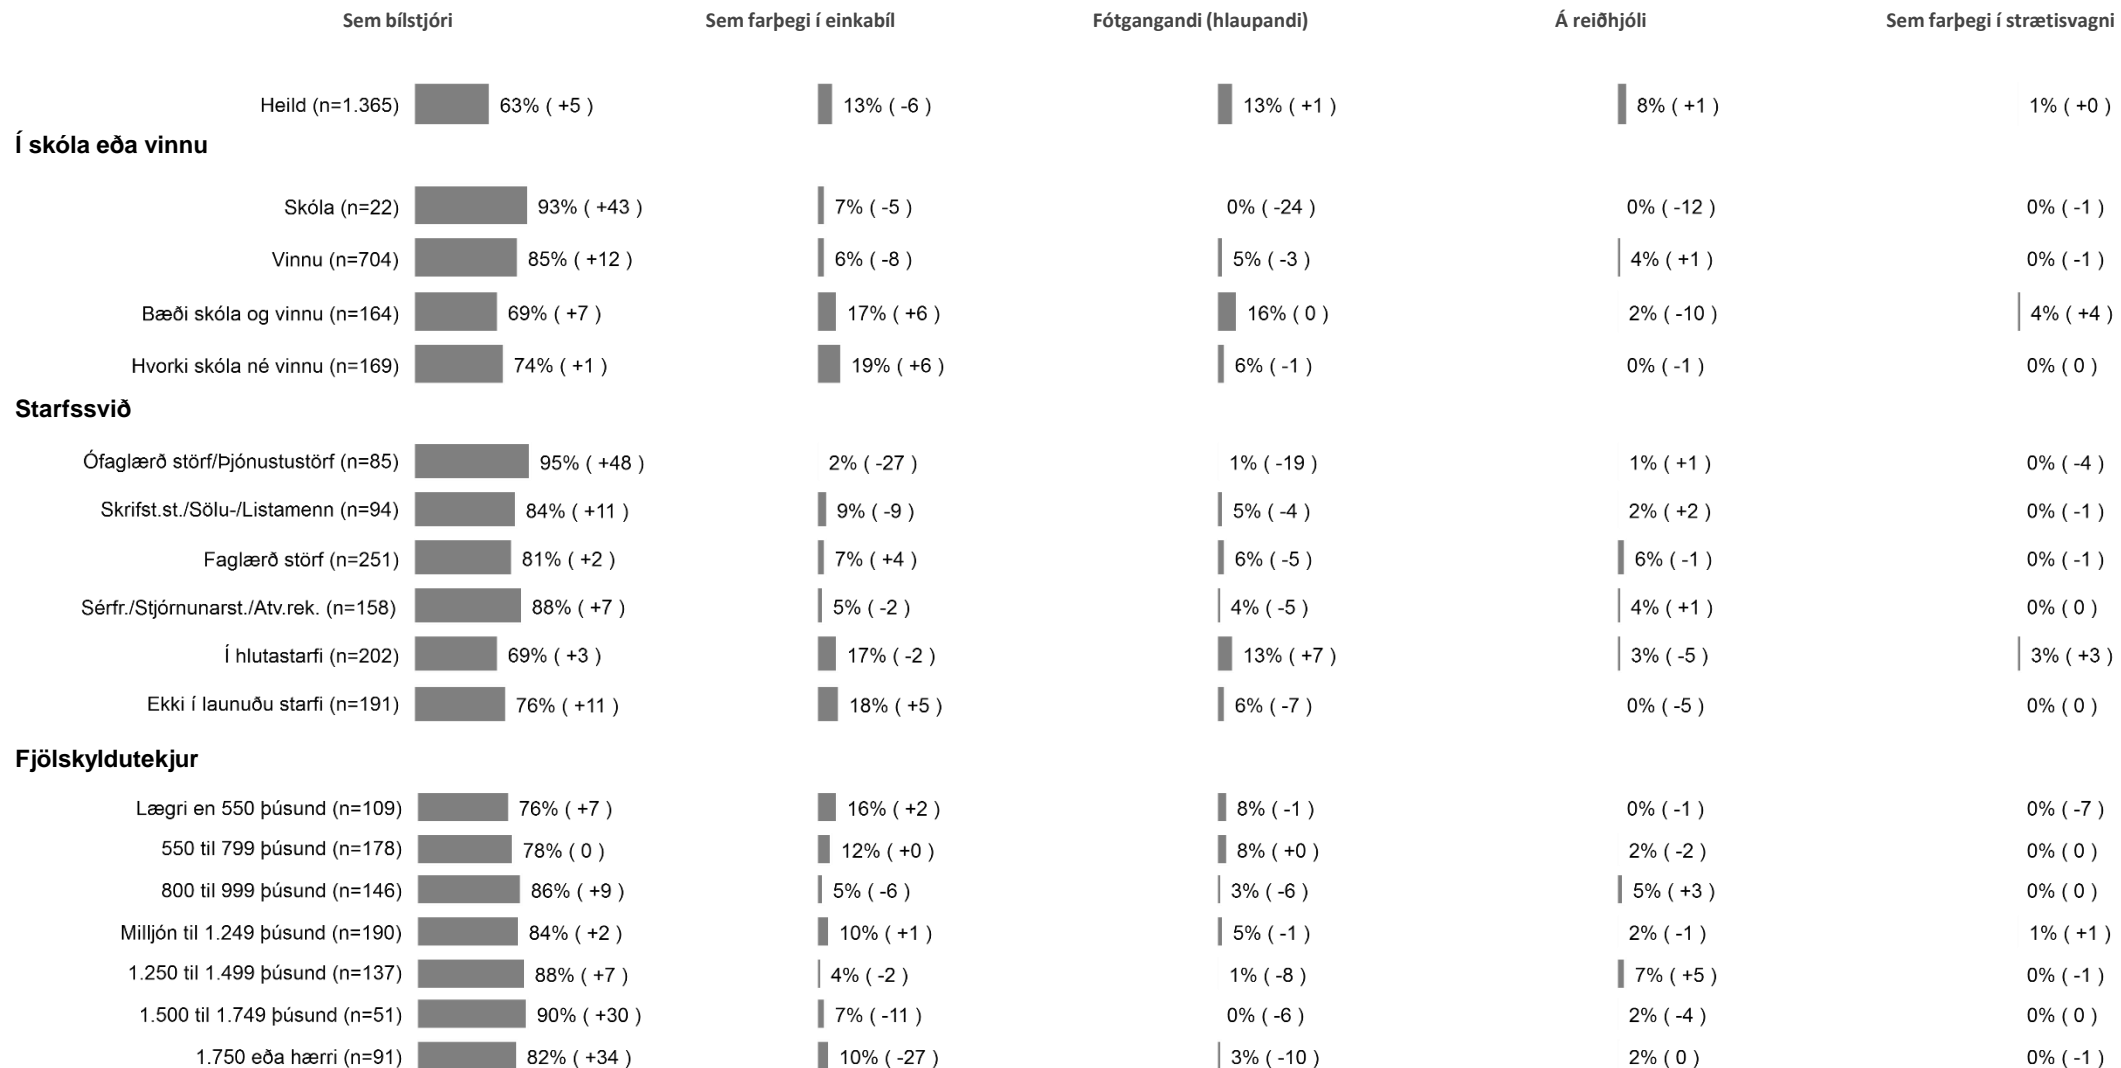 Sem bílstjóri Sem farþegi í einkabíl Fótgangandi (hlaupandi) Á reiðhjóli Sem farþegi í strætisvagni
Heild (n=1.365) 63% ( +5 ) 13% ( -6 ) 13% ( +1 ) 8% ( +1 ) 1% ( +0 )
Í skóla eða vinnu
Skóla (n=22) 93% ( +43 ) 7% ( -5 ) 0% ( -24 ) 0% ( -12 ) 0% ( -1 )
Vinnu (n=704) 85% ( +12 ) 6% ( -8 ) 5% ( -3 ) 4% ( +1 ) 0% ( -1 )
Bæði skóla og vinnu (n=164) 69% ( +7 ) 17% ( +6 ) 16% ( 0 ) 2% ( -10 ) 4% ( +4 )
Hvorki skóla né vinnu (n=169) 74% ( +1 ) 19% ( +6 ) 6% ( -1 ) 0% ( -1 ) 0% ( 0 )
Starfssvið
Ófaglærð störf/Þjónustustörf (n=85) 95% ( +48 ) 2% ( -27 ) 1% ( -19 ) 1% ( +1 ) 0% ( -4 )
Skrifst.st./Sölu-/Listamenn (n=94) 84% ( +11 ) 9% ( -9 ) 5% ( -4 ) 2% ( +2 ) 0% ( -1 )
Faglærð störf (n=251) 81% ( +2 ) 7% ( +4 ) 6% ( -5 ) 6% ( -1 ) 0% ( -1 )
Sérfr./Stjórnunarst./Atv.rek. (n=158) 88% ( +7 ) 5% ( -2 ) 4% ( -5 ) 4% ( +1 ) 0% ( 0 )
Í hlutastarfi (n=202) 69% ( +3 ) 17% ( -2 ) 13% ( +7 ) 3% ( -5 ) 3% ( +3 )
Ekki í launuðu starfi (n=191) 76% ( +11 ) 18% ( +5 ) 6% ( -7 ) 0% ( -5 ) 0% ( 0 )
Fjölskyldutekjur
Lægri en 550 þúsund (n=109) 76% ( +7 ) 16% ( +2 ) 8% ( -1 ) 0% ( -1 ) 0% ( -7 )
550 til 799 þúsund (n=178) 78% ( 0 ) 12% ( +0 ) 8% ( +0 ) 2% ( -2 ) 0% ( 0 )
800 til 999 þúsund (n=146) 86% ( +9 ) 5% ( -6 ) 3% ( -6 ) 5% ( +3 ) 0% ( 0 )
Milljón til 1.249 þúsund (n=190) 84% ( +2 ) 10% ( +1 ) 5% ( -1 ) 2% ( -1 ) 1% ( +1 )
1.250 til 1.499 þúsund (n=137) 88% ( +7 ) 4% ( -2 ) 1% ( -8 ) 7% ( +5 ) 0% ( -1 )
1.500 til 1.749 þúsund (n=51) 90% ( +30 ) 7% ( -11 ) 0% ( -6 ) 2% ( -4 ) 0% ( 0 )
1.750 eða hærri (n=91) 82% ( +34 ) 10% ( -27 ) 3% ( -10 ) 2% ( 0 ) 0% ( -1 )